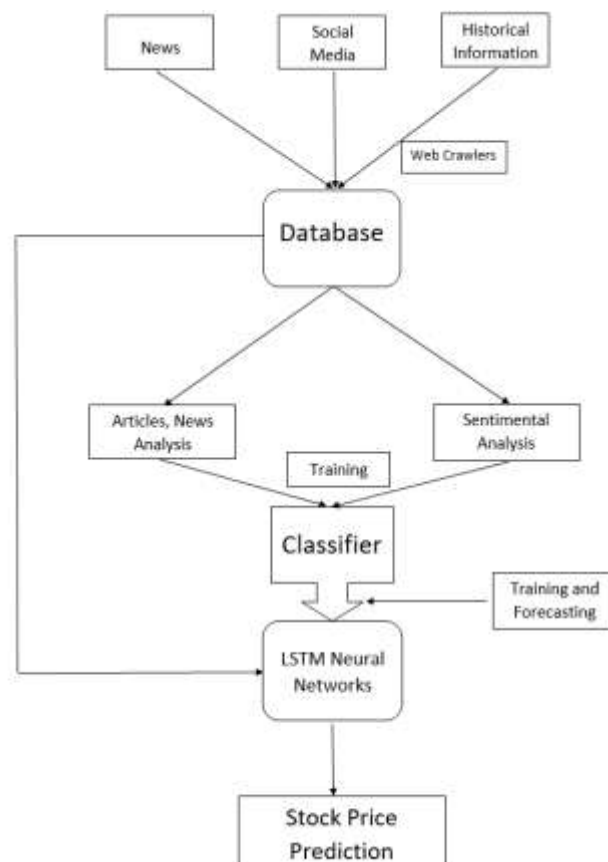 News
Social
Media
Historical
Information
Web Crawlers
Database
Articles, News
Analysis
Sentimental
Analysis
Training
Classifier
Training and
Forecasting
LSTM Neural
Networks
Stock Price
Prediction